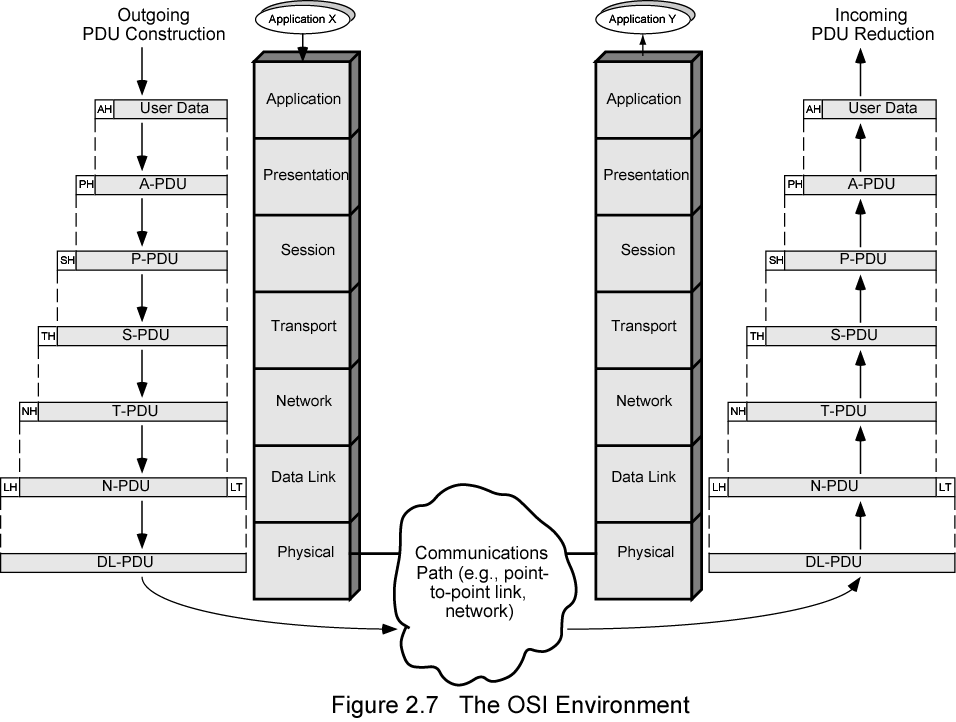 Outgoing
PDU Construction
Application X
Application Y
Incoming
PDU Reduction
AH User Data
Application
Application
AH User Data
PH A-PDU
Presentation
Presentation
PH A-PDU
SH P-PDU
Session
Session
SH P-PDU
TH S-PDU
Transport
Transport
TH S-PDU
NH T-PDU
Network
Network
NH T-PDU
LH N-PDU LT
Data Link
Data Link
LH N-PDU LT
DL-PDU
Physical
Communications
Path (e.g., point-
to-point link,
network)
Physical
DL-PDU
Figure 2.7 The OSI Environment